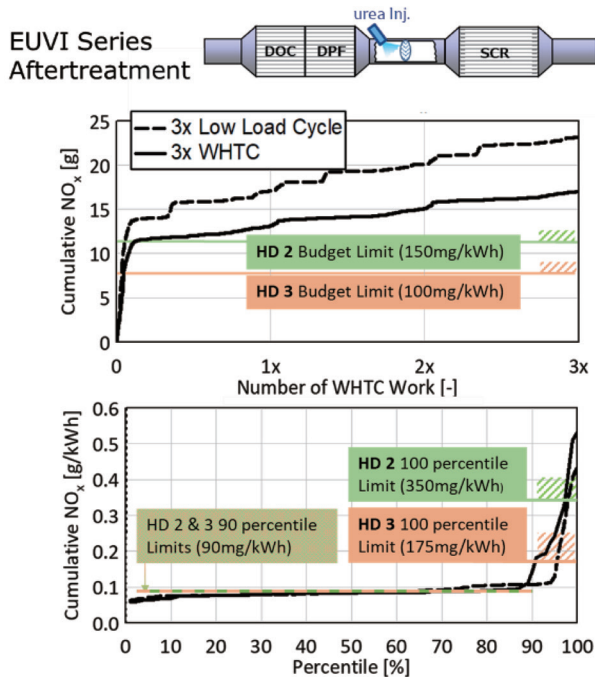 urea Inj.
EUVI Series
Aftertreatment
DOC
DPF
SCR
25
20
15
10
5
0
Cumulative NOx [g]
3x Low Load Cycle
3x WHTC
HD 2 Budget Limit (150mg/kWh)
HD 3 Budget Limit (100mg/kWh)
0
1x
2x
3x
Number of WHTC Work [-]
0.6
0.5
0.4
0.3
0.2
0.1
0.0
Cumulative NOx [g/kWh]
HD 2 100 percentile
Limit (350mg/kWh)
HD 2 & 3 90 percentile
Limits (90mg/kWh)
HD 3 100 percentile
Limit (175mg/kWh)
0 10 20 30 40 50 60 70 80 90 100
Percentile [%]